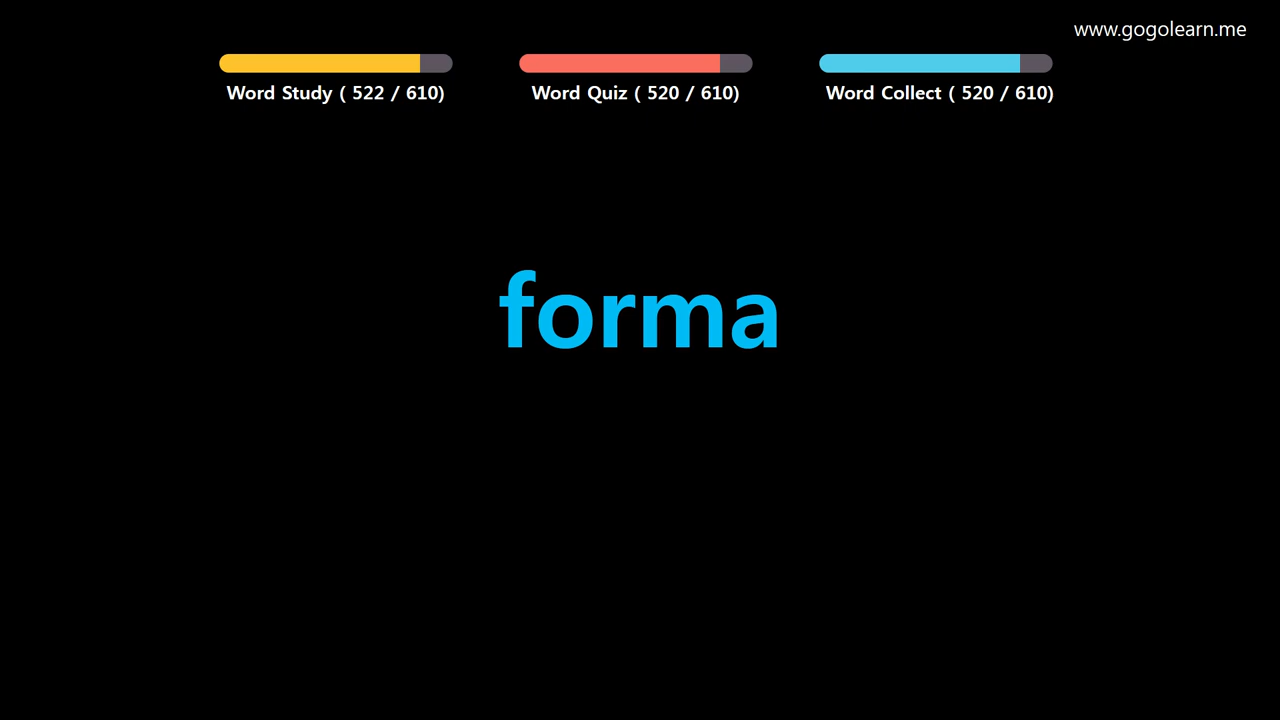 www.gogolearn.me
Word Study ( 522 / 610)
Word Quiz ( 520 / 610)
Word Collect ( 520 / 610)
forma